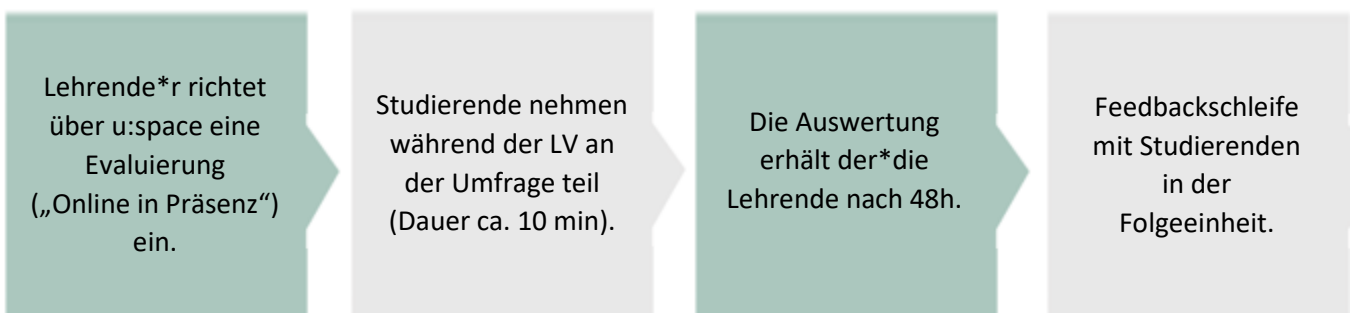 Lehrende*r richtet
über u:space eine
Evaluierung
(„Online in Präsenz“)
ein.
Studierende nehmen
während der LV an
der Umfrage teil
(Dauer ca. 10 min).
Die Auswertung
erhält der*die
Lehrende nach 48h.
Feedbackschleife
mit Studierenden
in der
Folgeeinheit.